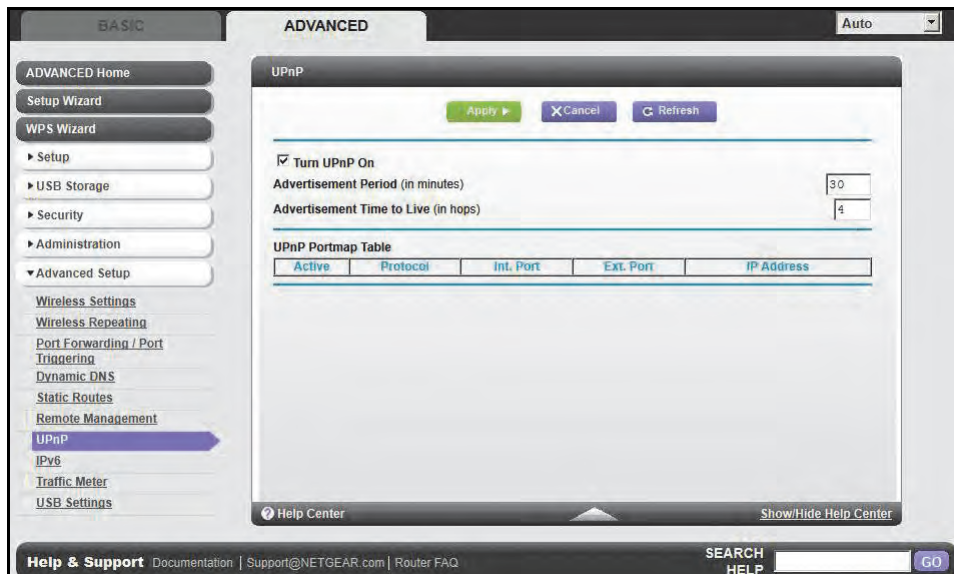 BASIC
ADVANCED
Auto
ADVANCED Home
Setup Wizard
WPS Wizard
Setup
USB Storage
Security
Administration
Advanced Setup
Wireless Settings
Wireless Repeating
Port Forwarding / Port
Triggering
Dynamic DNS
Static Routes
Remote Management
UPnP
IPv6
Traffic Meter
USB Settings
UPnP
Apply
Cancel
Refresh
Turn UPnP On
Advertisement Period (in minutes) 30
Advertisement Time to Live (in hops) 4
UPnP Portmap Table
Active Protocol Int. Port Ext. Port IP Address
Help Center
Show/Hide Help Center
Help & Support Documentation | Support@NETGEAR.com | Router FAQ
SEARCH
HELP
GO